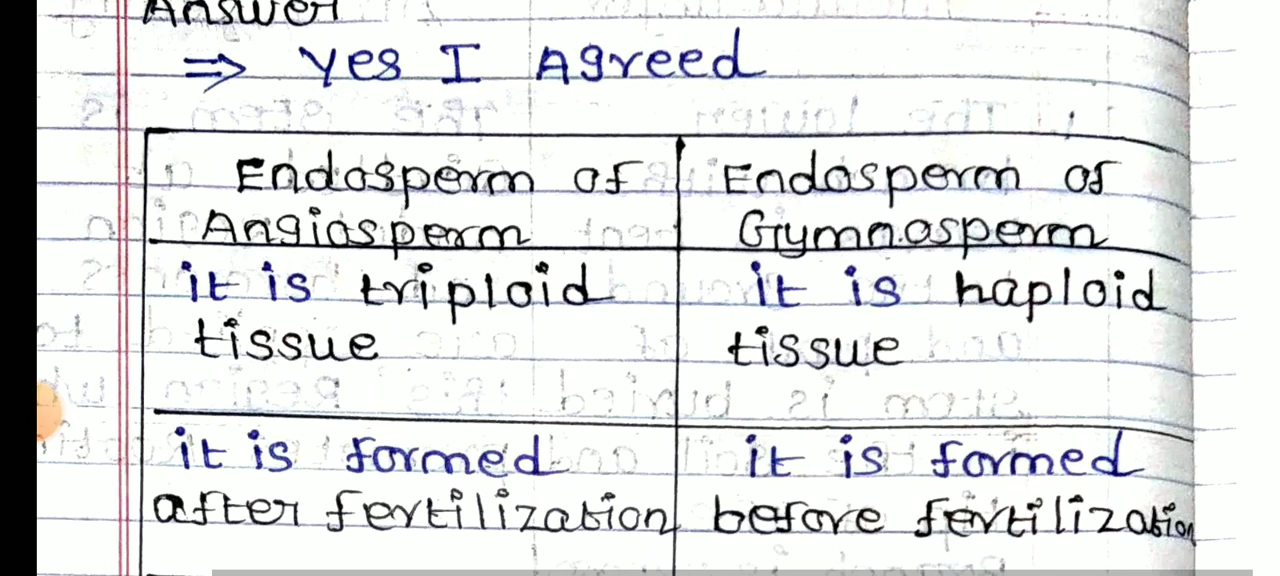 Answer
⇒ Yes I Agreed
Endosperm of
Angiosperm
Endosperm of
Gymnosperm
it is triploid
tissue
it is haploid
tissue
it is formed
after fertilization
it is formed
before fertilization